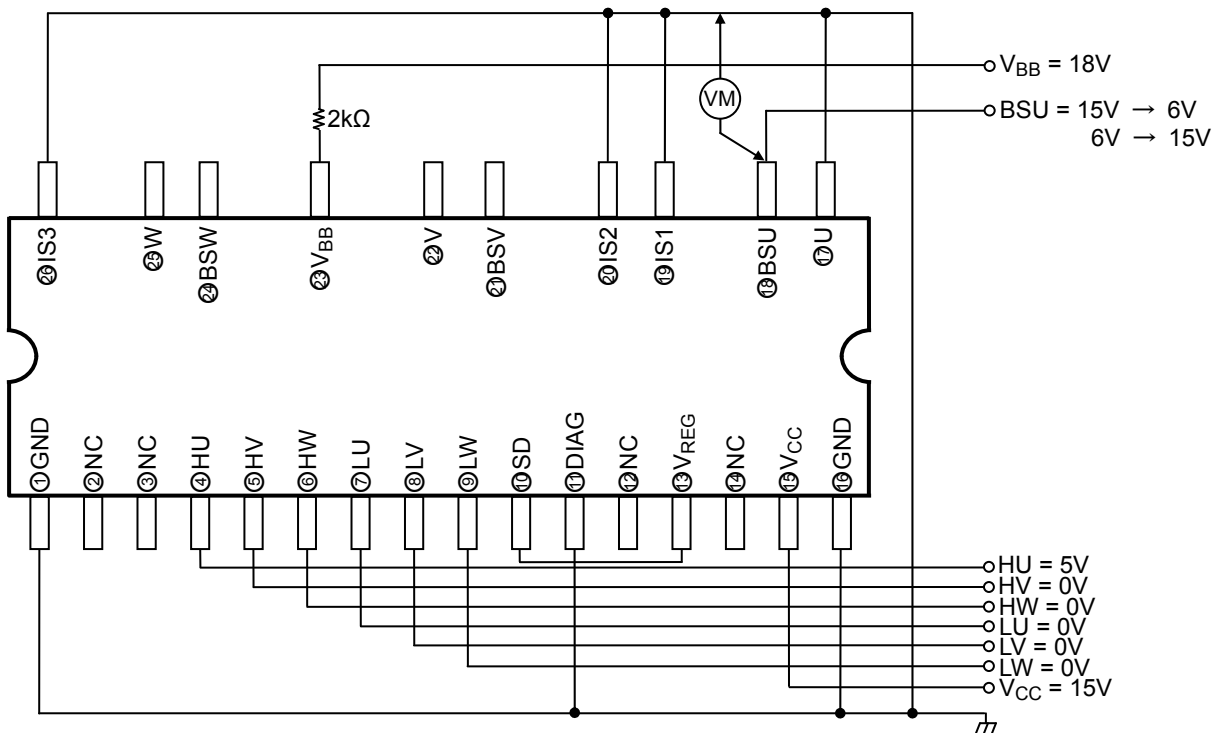 V_BB = 18V
VM
BSU = 15V → 6V
2kΩ
6V → 15V
㉖IS3
㉕W
㉔BSW
㉓V_BB
㉒V
㉑BSV
⑳IS2
⑲IS1
⑱BSU
⑰U
①GND
②NC
③NC
④HU
⑤HV
⑥HW
⑦LU
⑧LV
⑨LW
⑩SD
⑪DIAG
⑫NC
⑬V_REG
⑭NC
⑮V_CC
⑯GND
HU = 5V
HV = 0V
HW = 0V
LU = 0V
LV = 0V
LW = 0V
V_CC = 15V